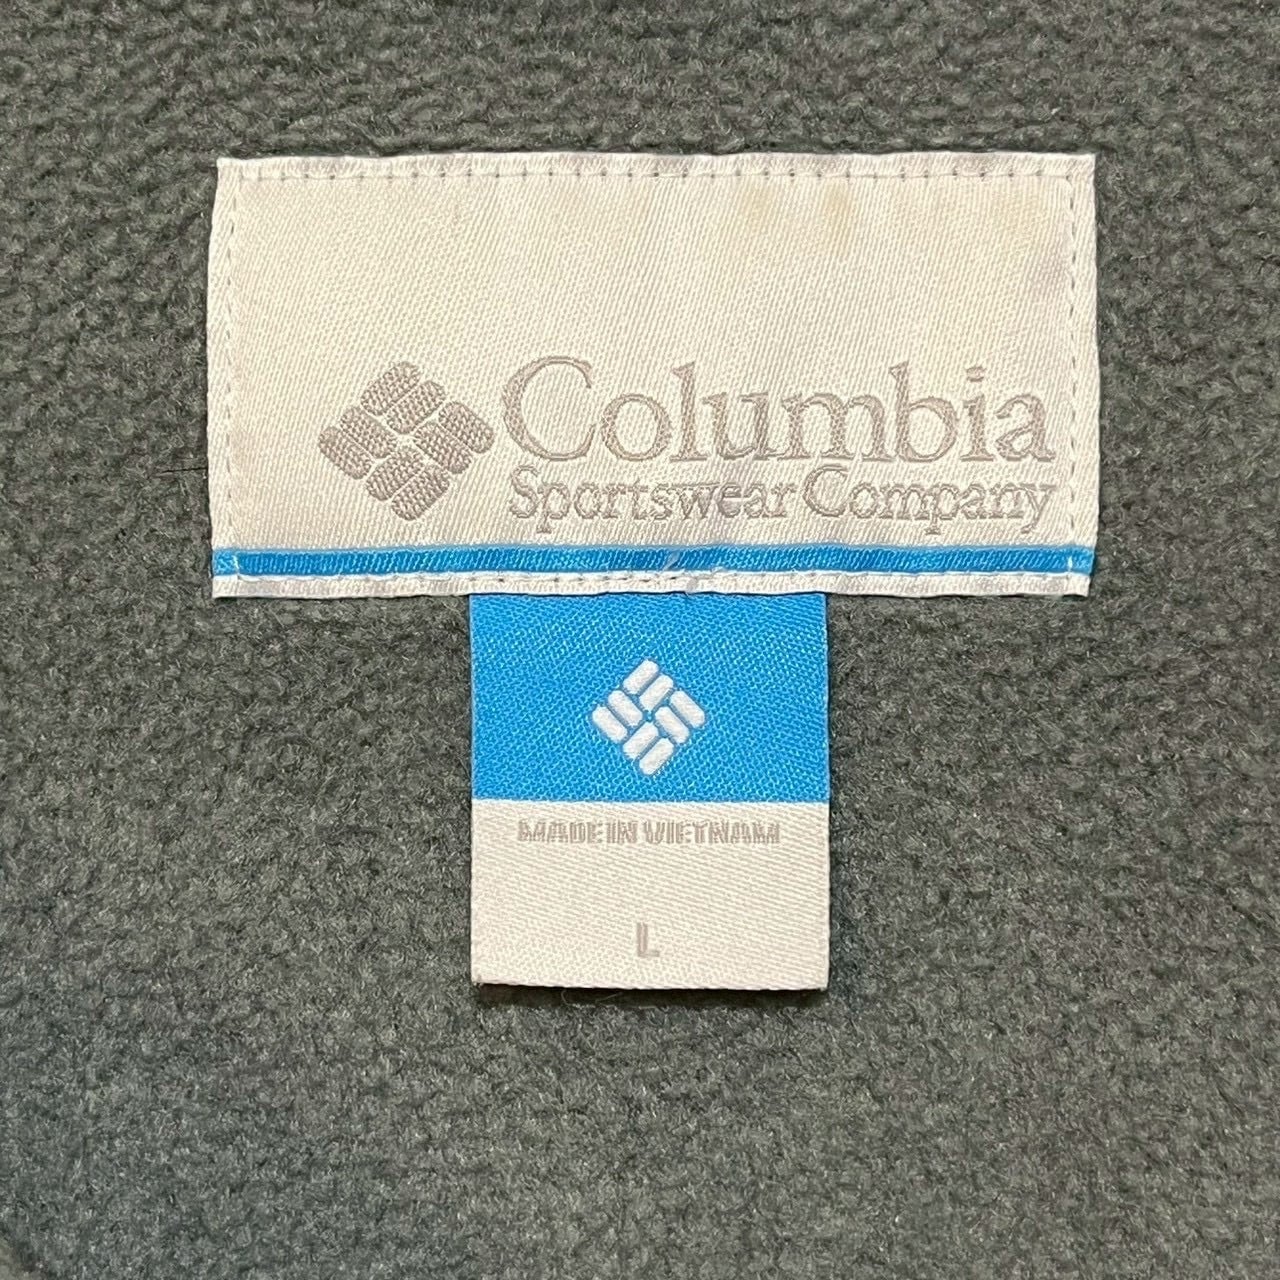 Columbia
Sportswear Company
MADE IN VIETNAM
L